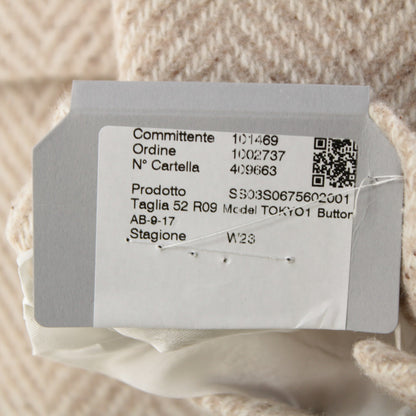 Committente 101469
Ordine 1002737
N° Cartella 409663
Prodotto SS03S0675602001
Taglia 52 R09 Model TOKYO1 Button
AB-9-17
Stagione W23